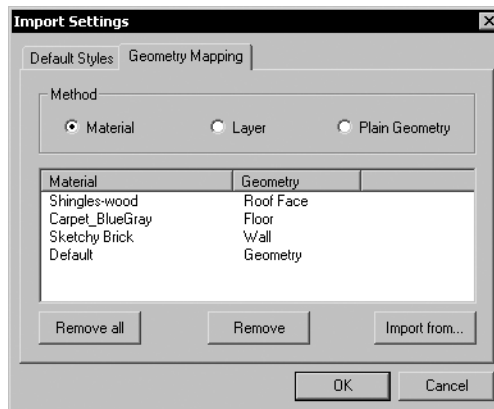 Import Settings
Default Styles Geometry Mapping
Method
Material Layer Plain Geometry
Material Geometry
Shingles-wood Roof Face
Carpet_BlueGray Floor
Sketchy Brick Wall
Default Geometry
Remove all Remove Import from...
OK Cancel